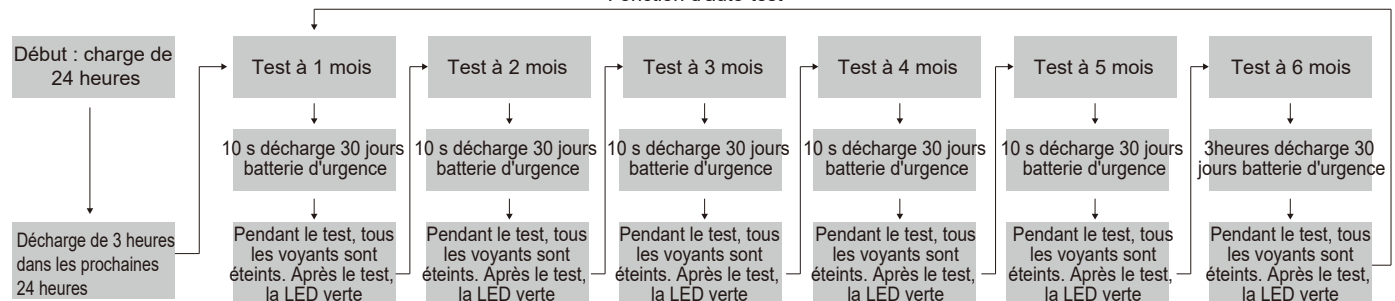 Fonction d'auto-test
Début : charge de
24 heures
Décharge de 3 heures
dans les prochaines
24 heures
Test à 1 mois
10 s décharge 30 jours
batterie d'urgence
Pendant le test, tous
les voyants sont
éteints. Après le test,
la LED verte
Test à 2 mois
10 s décharge 30 jours
batterie d'urgence
Pendant le test, tous
les voyants sont
éteints. Après le test,
la LED verte
Test à 3 mois
10 s décharge 30 jours
batterie d'urgence
Pendant le test, tous
les voyants sont
éteints. Après le test,
la LED verte
Test à 4 mois
10 s décharge 30 jours
batterie d'urgence
Pendant le test, tous
les voyants sont
éteints. Après le test,
la LED verte
Test à 5 mois
10 s décharge 30 jours
batterie d'urgence
Pendant le test, tous
les voyants sont
éteints. Après le test,
la LED verte
Test à 6 mois
3heures décharge 30
jours batterie d'urgence
Pendant le test, tous
les voyants sont
éteints. Après le test,
la LED verte